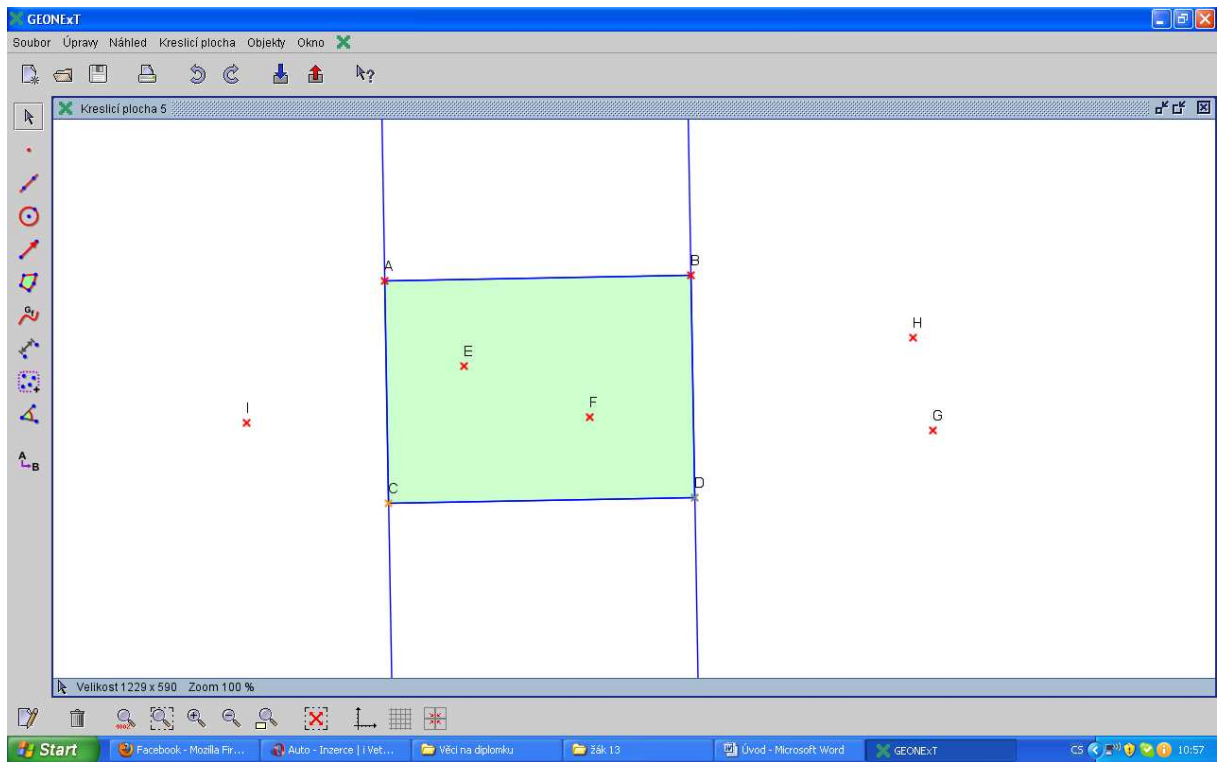 GEONExT
Soubor Úpravy Náhled Kreslicí plocha Objekty Okno
Kreslicí plocha 5
A
B
H
E
F
I
G
C
D
A
B
Velikost 1229 x 590 Zoom 100 %
Start Facebook - Mozilla Fir... Auto - Inzerce | i Vet... Věci na diplomku žák 13 Úvod - Microsoft Word GEONExT CS 10:57